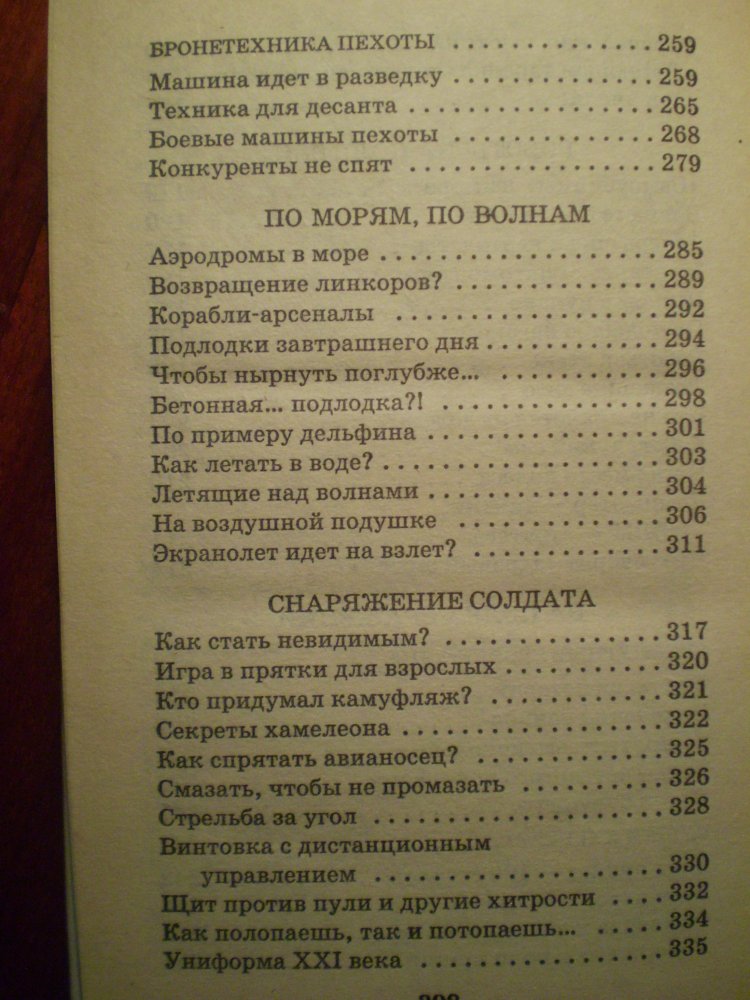 БРОНЕТЕХНИКА ПЕХОТЫ . . . . . . . . . . . . . 259
Машина идет в разведку . . . . . . . . . . . . . 259
Техника для десанта . . . . . . . . . . . . . . . . 265
Боевые машины пехоты . . . . . . . . . . . . . 268
Конкуренты не спят . . . . . . . . . . . . . . . . 279
ПО МОРЯМ, ПО ВОЛНАМ
Аэродромы в море . . . . . . . . . . . . . . . . . . 285
Возвращение линкоров? . . . . . . . . . . . . . 289
Корабли-арсеналы . . . . . . . . . . . . . . . . . 292
Подлодки завтрашнего дня . . . . . . . . . . . 294
Чтобы нырнуть поглубже... . . . . . . . . . . 296
Бетонная... подлодка?! . . . . . . . . . . . . . . 298
По примеру дельфина . . . . . . . . . . . . . . . 301
Как летать в воде? . . . . . . . . . . . . . . . . . . 303
Летящие над волнами . . . . . . . . . . . . . . . 304
На воздушной подушке . . . . . . . . . . . . . 306
Экранолет идет на взлет? . . . . . . . . . . . . 311
СНАРЯЖЕНИЕ СОЛДАТА
Как стать невидимым? . . . . . . . . . . . . . . 317
Игра в прятки для взрослых . . . . . . . . . . 320
Кто придумал камуфляж? . . . . . . . . . . . 321
Секреты хамелеона . . . . . . . . . . . . . . . . . 322
Как спрятать авианосец? . . . . . . . . . . . . 325
Смазать, чтобы не промазать . . . . . . . . . 326
Стрельба за угол . . . . . . . . . . . . . . . . . . . 328
Винтовка с дистанционным
управлением . . . . . . . . . . . . . . . . . . . 330
Щит против пули и другие хитрости . . . . 332
Как полопаешь, так и потопаешь... . . . . . 334
Униформа XXI века . . . . . . . . . . . . . . . . 335